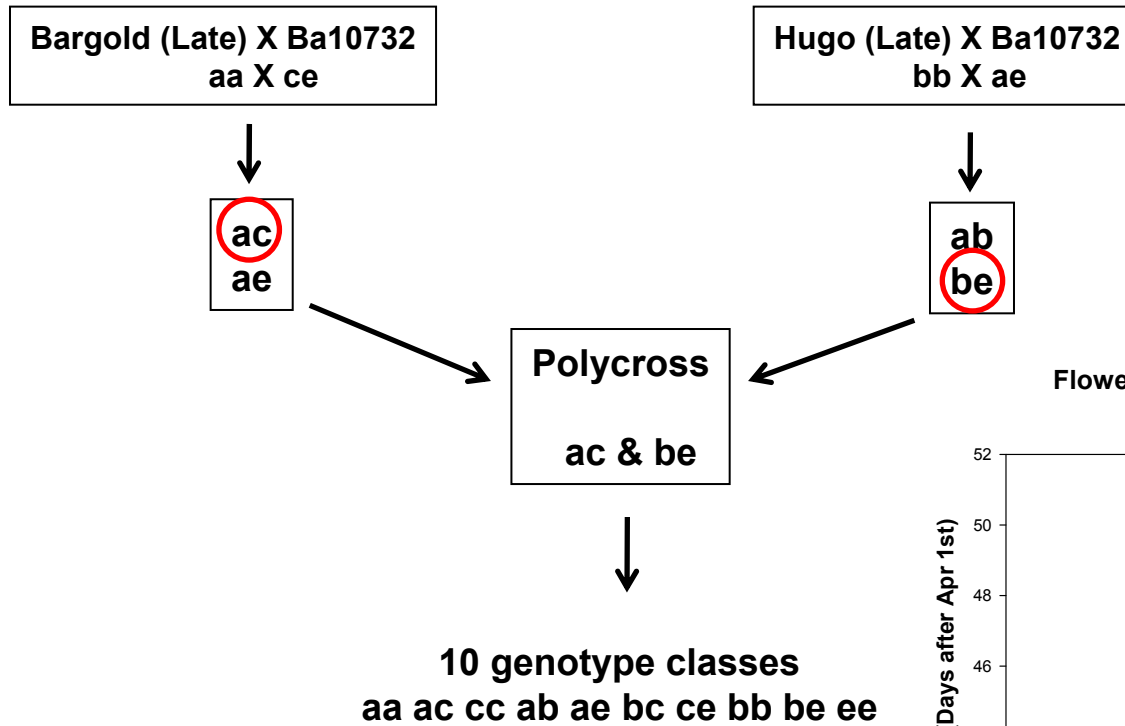 Bargold (Late) X Ba10732
aa X ce
Hugo (Late) X Ba10732
bb X ae
ac
ae
ab
be
Polycross
ac & be
10 genotype classes
aa ac cc ab ae bc ce bb be ee
52
50
48
46
(Days after Apr 1st)